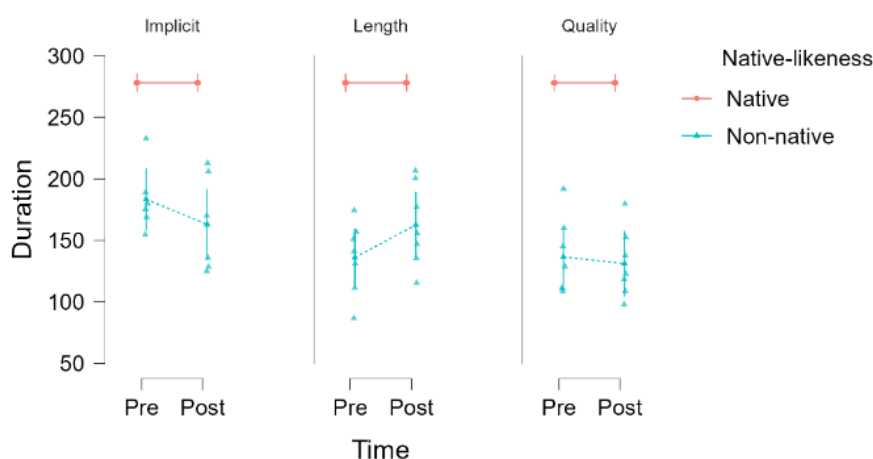 Implicit Length Quality
Native-likeness
Native
Non-native
300
250
200
150
100
50
Duration
Pre Post Pre Post Pre Post
Time